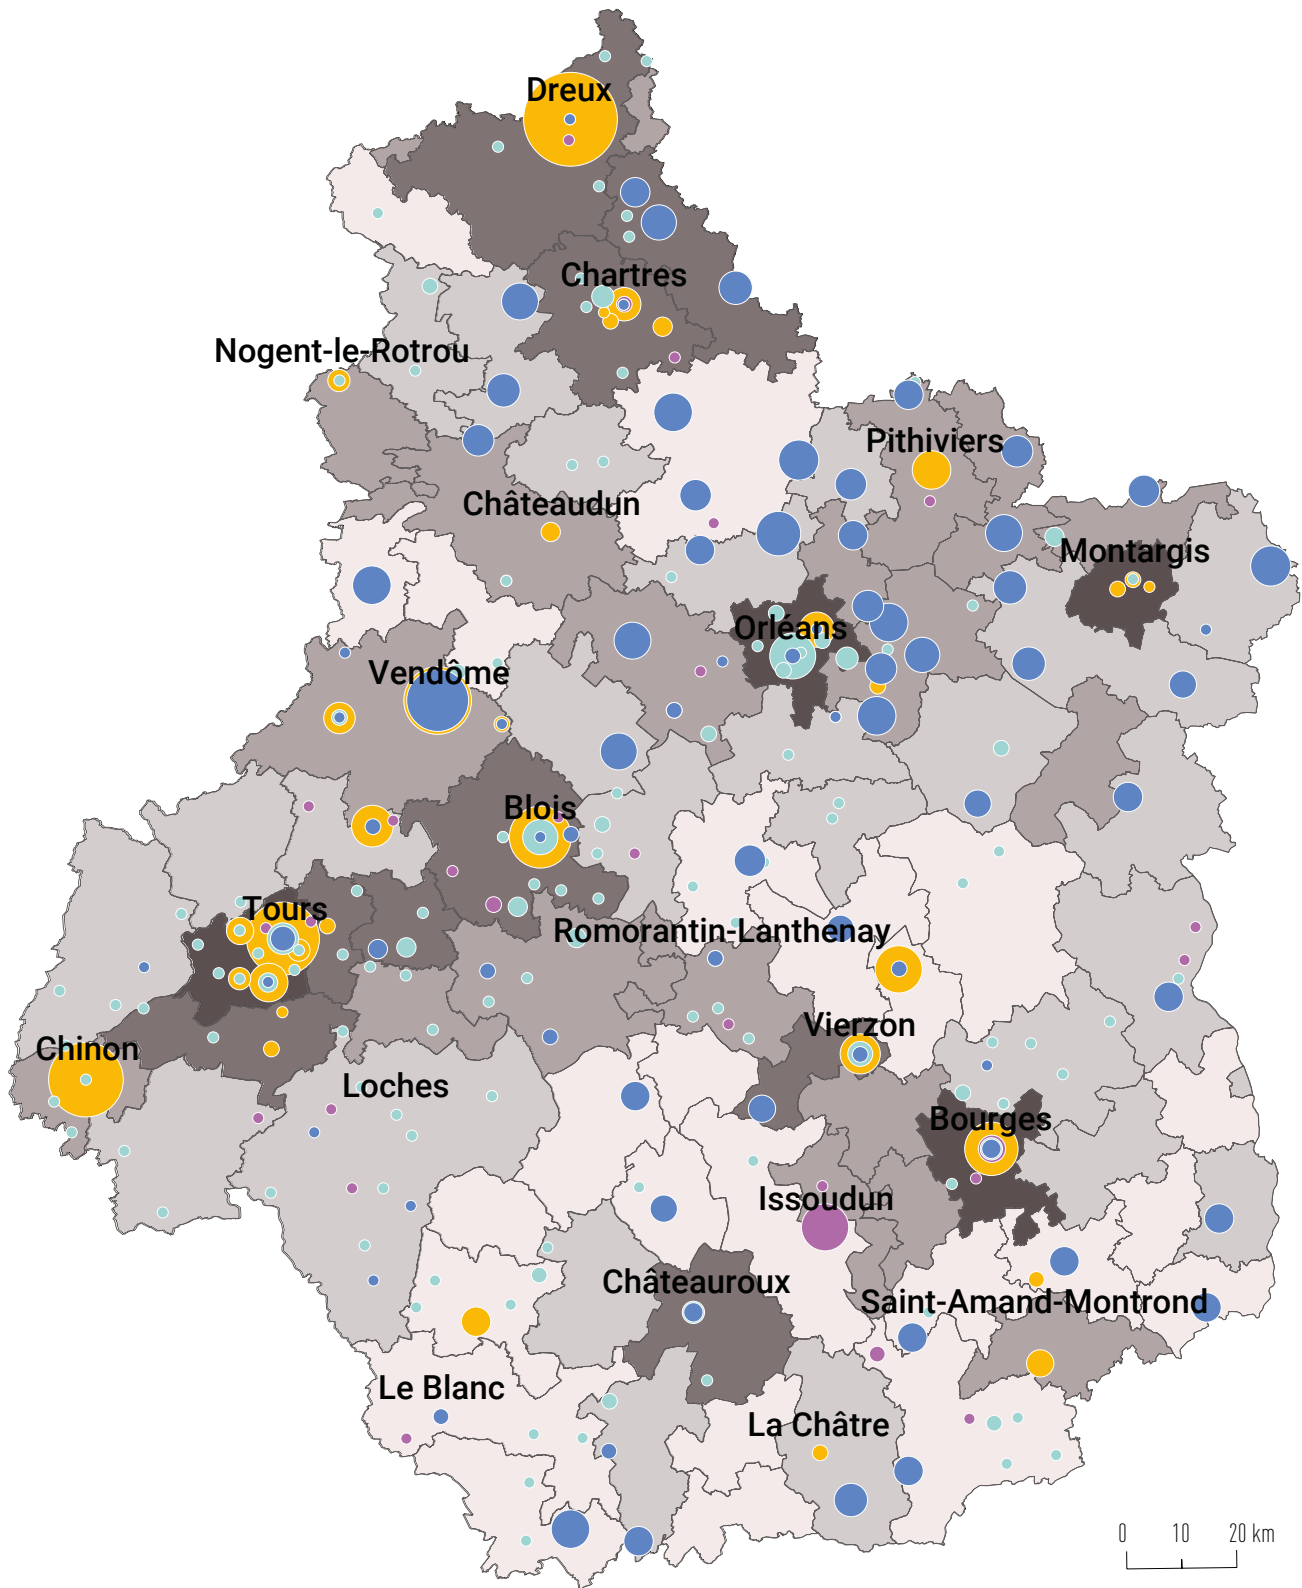 Dreux
Chartres
Nogent-le-Rotrou
Pithiviers
Châteaudun
Montargis
Orléans
Vendôme
Blois
Tours
Romorantin-Lanthenay
Vierzon
Chinon
Loches
Bourges
Issoudun
Châteauroux
Saint-Amand-Montrond
Le Blanc
La Châtre
0 10 20 km